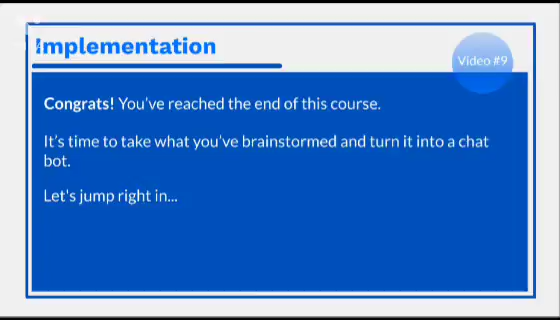 Implementation
Video #9
Congrats! You've reached the end of this course.
It's time to take what you've brainstormed and turn it into a chat
bot.
Let's jump right in...